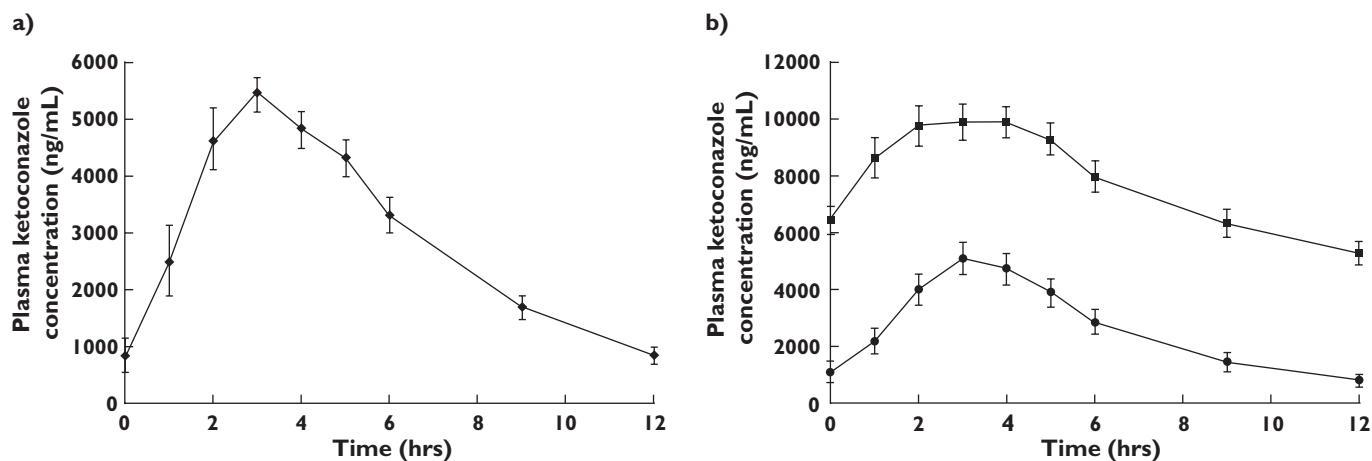 a)
Plasma ketoconazole
concentration (ng/mL)
6000
5000
4000
3000
2000
1000
0
0 2 4 6 8 10 12
Time (hrs)
b)
Plasma ketoconazole
concentration (ng/mL)
12000
10000
8000
6000
4000
2000
0
0 2 4 6 8 10 12
Time (hrs)